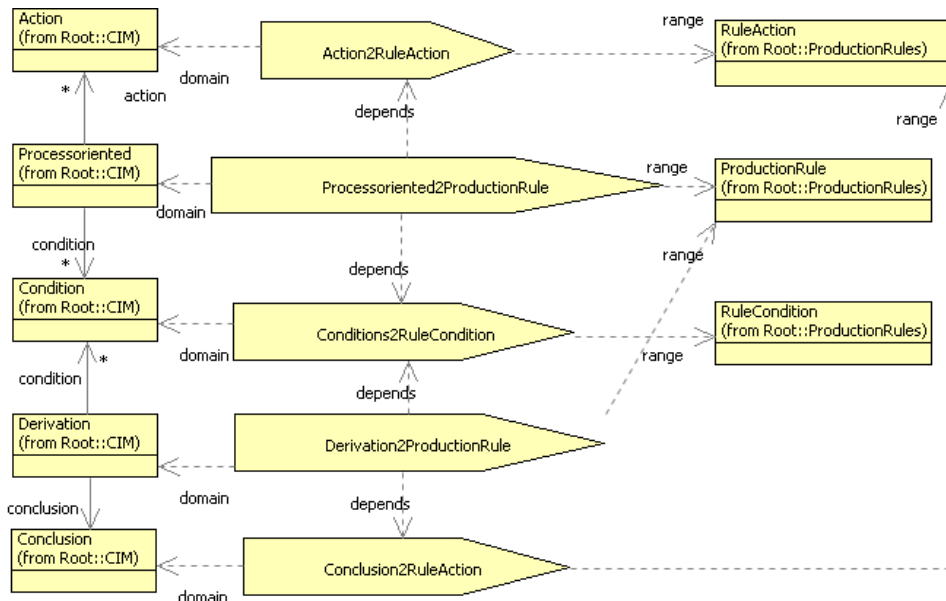 Action
(from Root::CIM)
range
RuleAction
(from Root::ProductionRules)
Action2RuleAction
domain
*
action
depends
range
Processoriented
(from Root::CIM)
range
ProductionRule
(from Root::ProductionRules)
Processoriented2ProductionRule
domain
condition
*
range
depends
Condition
(from Root::CIM)
RuleCondition
(from Root::ProductionRules)
Conditions2RuleCondition
domain
range
*
condition
depends
Derivation
(from Root::CIM)
Derivation2ProductionRule
domain
conclusion
depends
Conclusion
(from Root::CIM)
Conclusion2RuleAction
domain